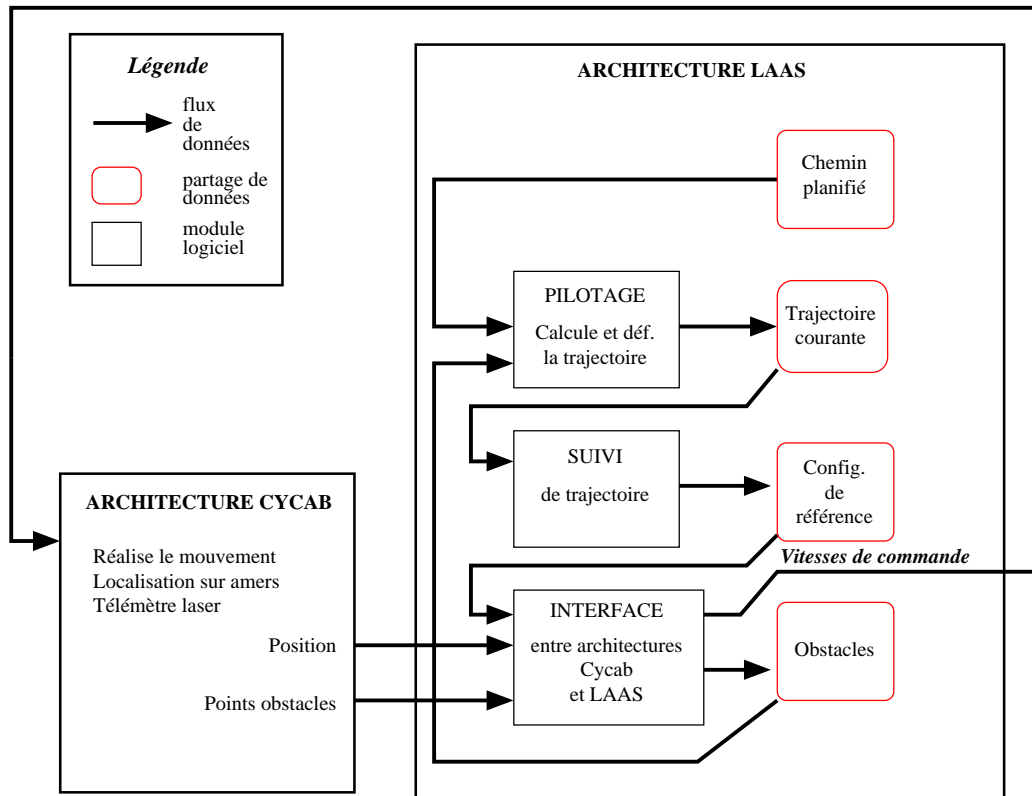 Légende
flux
de
données
partage de
données
module
logiciel
ARCHITECTURE LAAS
Chemin
planifié
PILOTAGE
Calcule et déf.
la trajectoire
Trajectoire
courante
SUIVI
de trajectoire
Config.
de
référence
Vitesses de commande
ARCHITECTURE CYCAB
Réalise le mouvement
Localisation sur amers
Télémètre laser
Position
Points obstacles
INTERFACE
entre architectures
Cycab
et LAAS
Obstacles